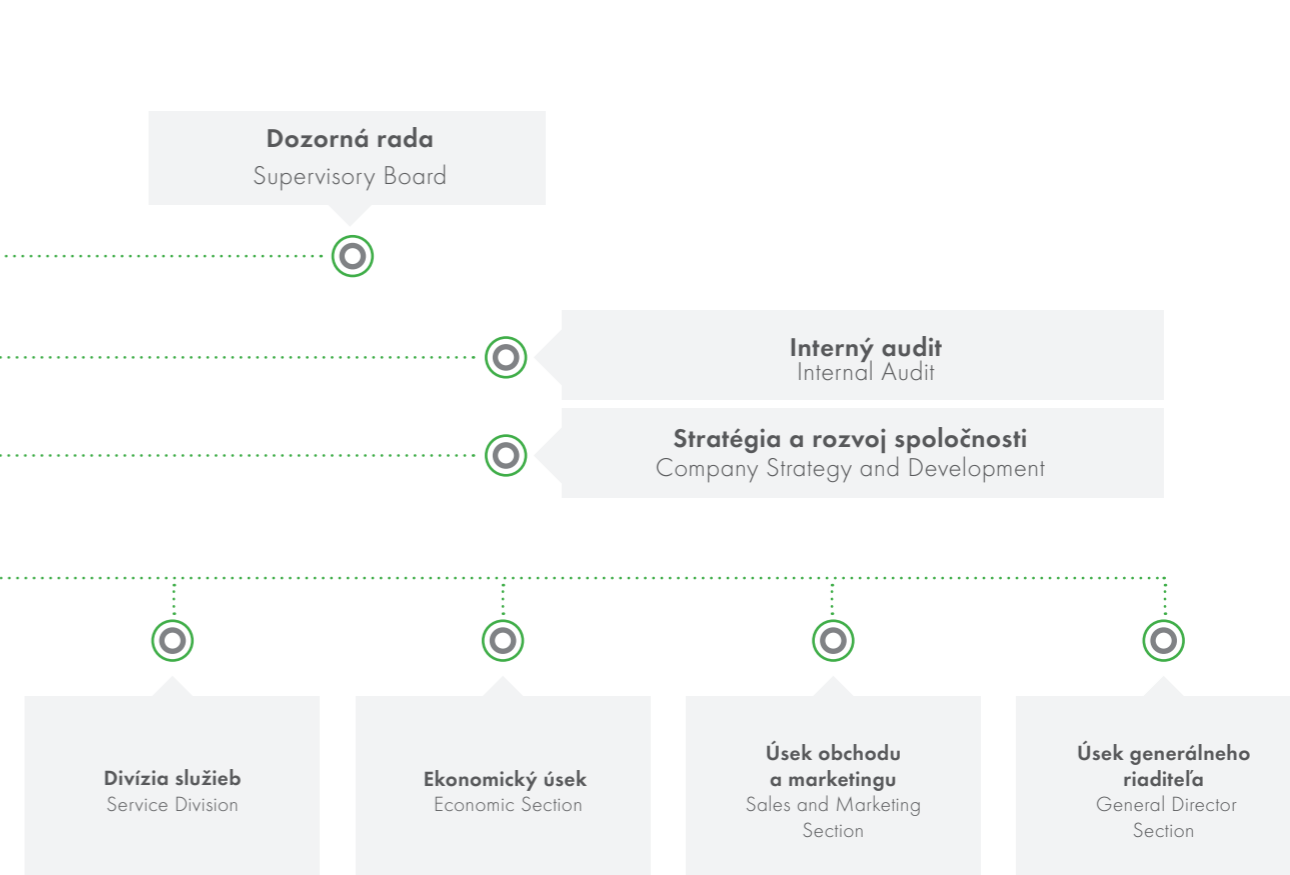 Dozorná rada
Supervisory Board
Interný audit
Internal Audit
Stratégia a rozvoj spoločnosti
Company Strategy and Development
Divízia služieb
Service Division
Ekonomický úsek
Economic Section
Úsek obchodu
a marketingu
Sales and Marketing
Section
Úsek generálneho
riaditeľa
General Director
Section